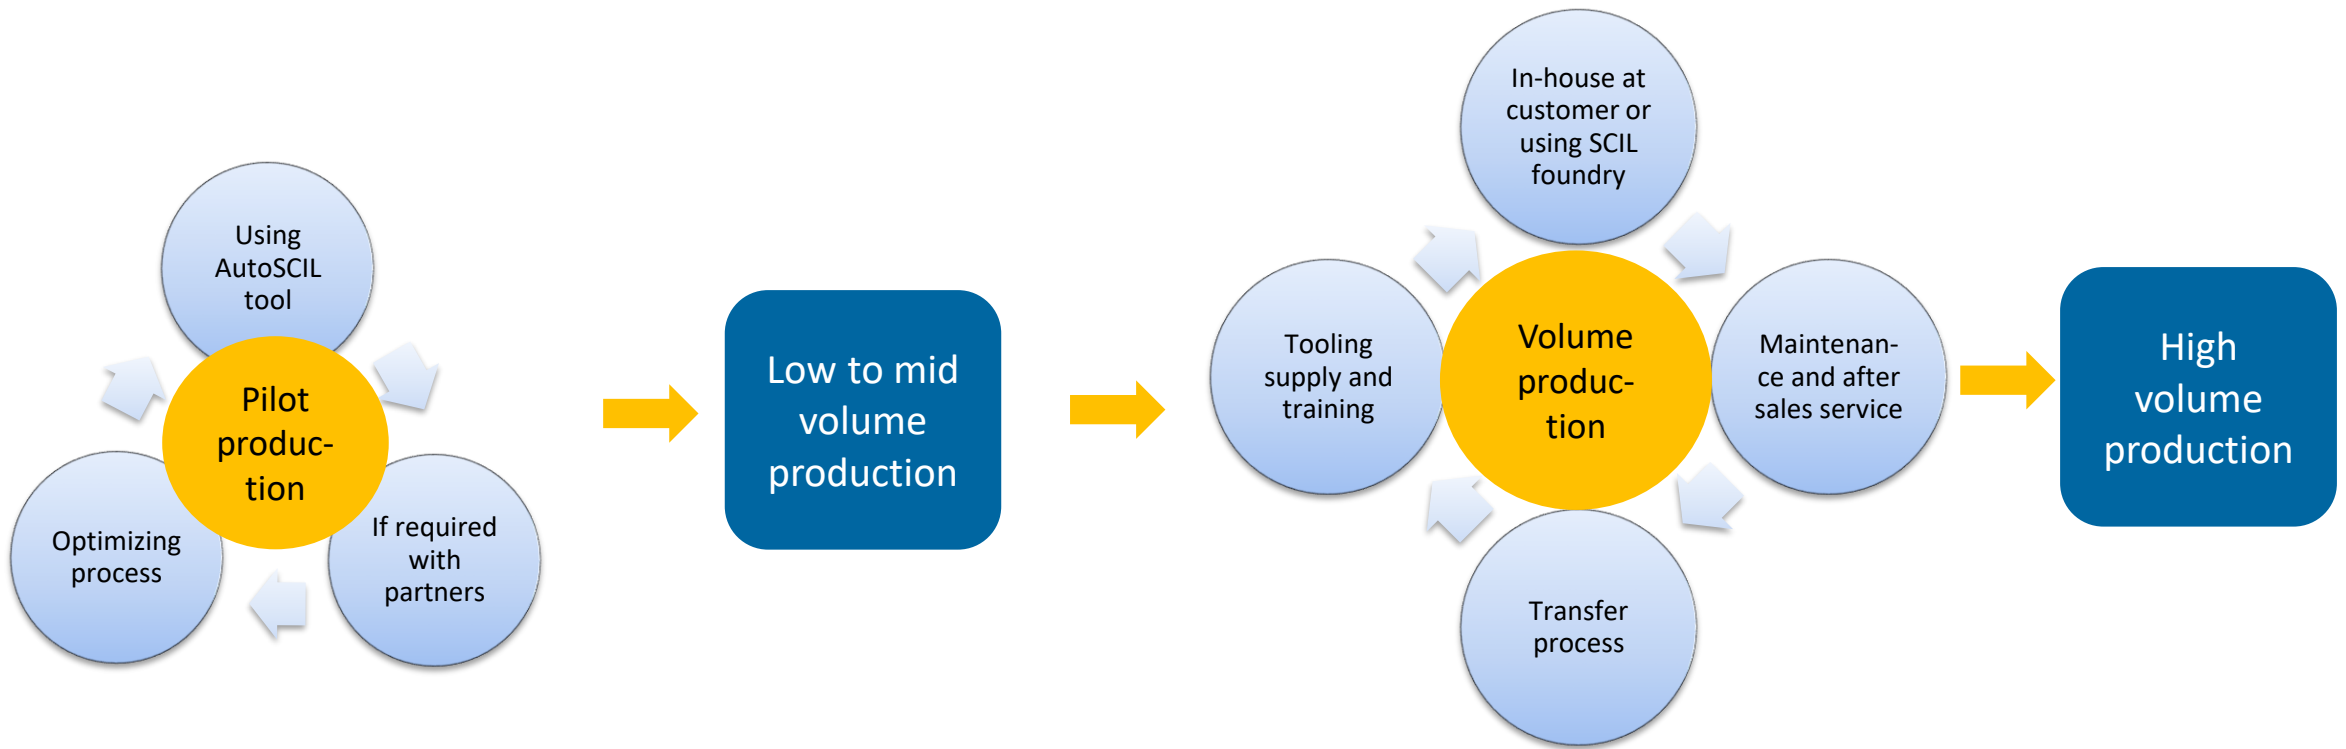 Using
AutoSCIL
tool
Pilot
produc-
tion
Optimizing
process
If required
with
partners
Low to mid
volume
production
In-house at
customer or
using SCIL
foundry
Tooling
supply and
training
Volume
produc-
tion
Maintenan-
ce and after
sales service
Transfer
process
High
volume
production